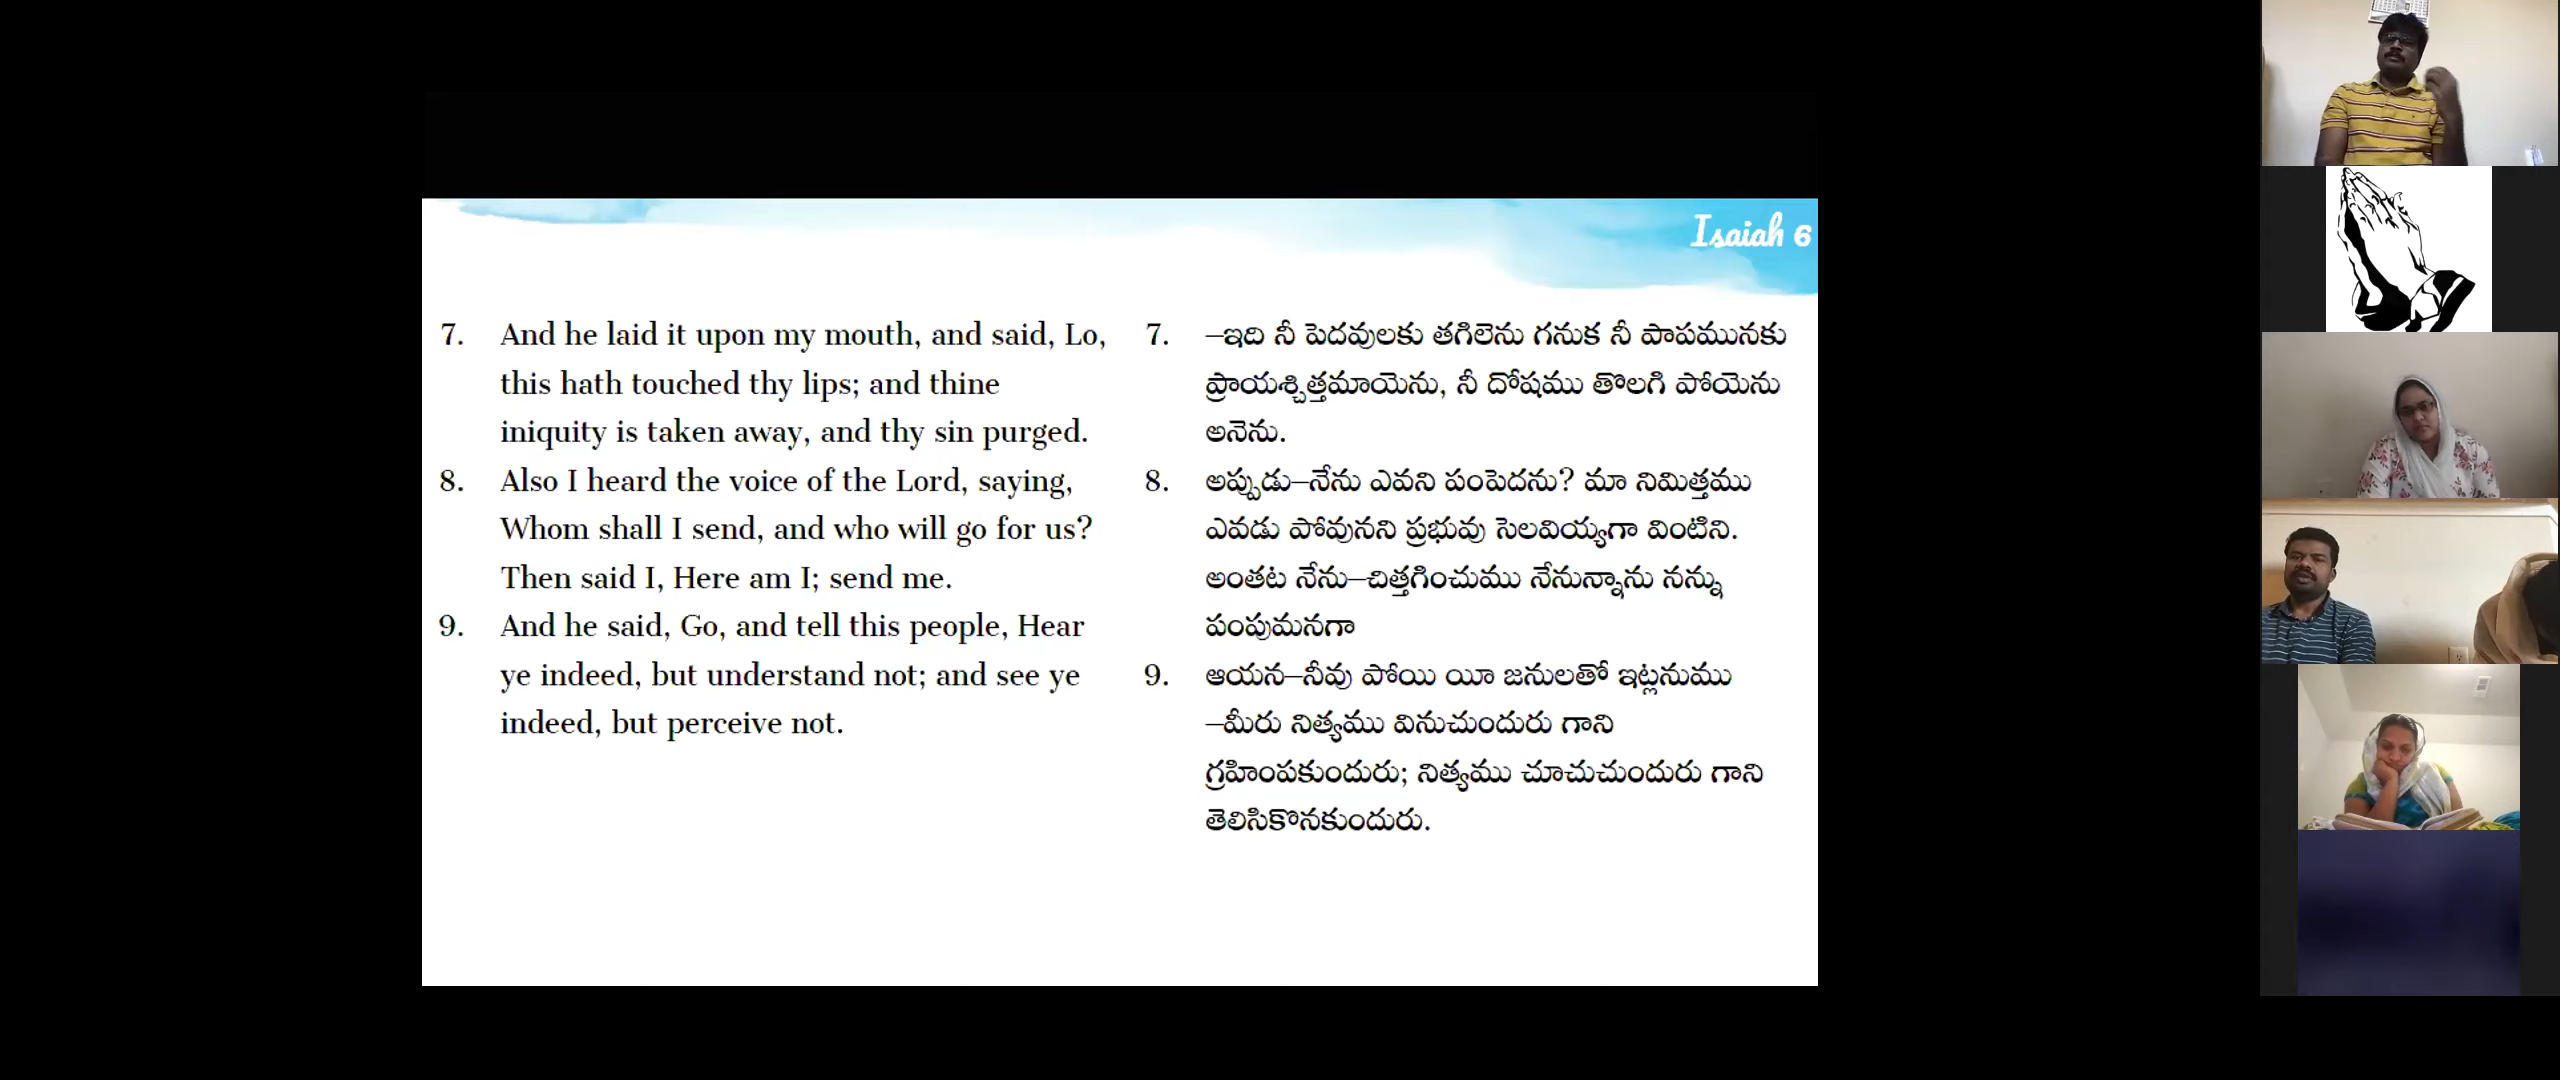 Isaiah 6
7. And he laid it upon my mouth, and said, Lo,
this hath touched thy lips; and thine
iniquity is taken away, and thy sin purged.
8. Also I heard the voice of the Lord, saying,
Whom shall I send, and who will go for us?
Then said I, Here am I; send me.
9. And he said, Go, and tell this people, Hear
ye indeed, but understand not; and see ye
indeed, but perceive not.
7. –ఇది నీ పెదవులకు తగిలెను గనుక నీ పాపమునకు
ప్రాయశ్చిత్తమాయెను, నీ దోషము తొలగి పోయెను
అనెను.
8. అప్పుడు–నేను ఎవని పంపెదను? మా నిమిత్తము
ఎవడు పోవునని ప్రభువు సెలవియ్యగా వింటిని.
అంతట నేను–చిత్తగించుము నేనున్నాను నన్ను
పంపుమనగా
9. ఆయన–నీవు పోయి యీ జనులతో ఇట్లనుము
–మీరు నిత్యము వినుచుందురు గాని
గ్రహింపకుందురు; నిత్యము చూచుచుందురు గాని
తెలిసికొనకుందురు.